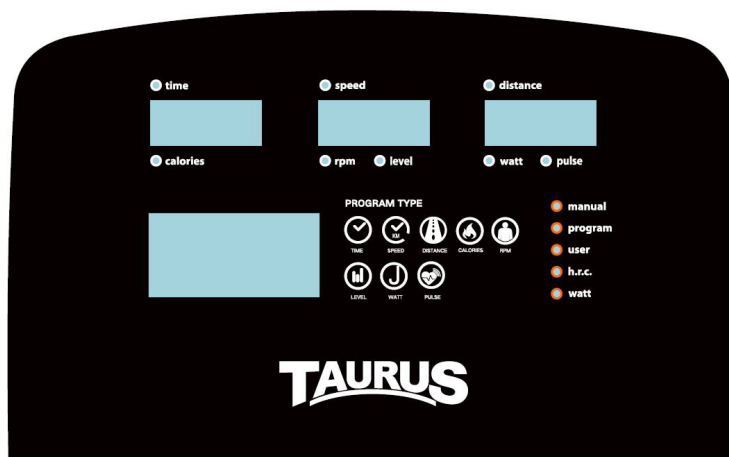 time speed distance
calories rpm level watt pulse
PROGRAM TYPE
manual
program
KM
TIME SPEED DISTANCE CALORIES RPM
user
h.r.c.
LEVEL WATT PULSE
watt
TAURUS